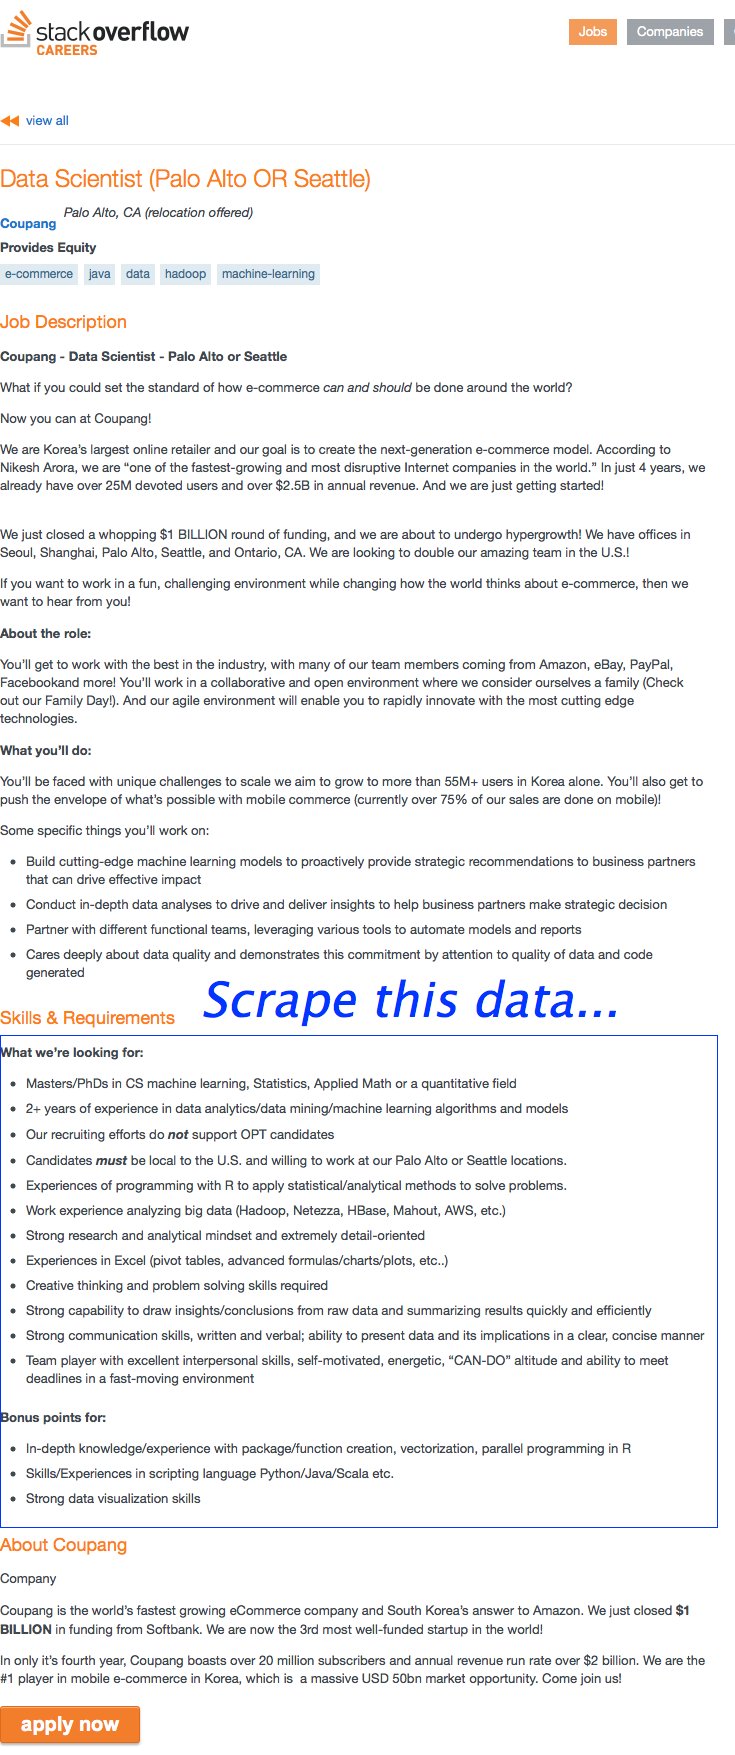 stackoverflow
CAREERS
Jobs
Companies
view all
Data Scientist (Palo Alto OR Seattle)
Coupang
Palo Alto, CA (relocation offered)
Provides Equity
e-commerce java data hadoop machine-learning
Job Description
Coupang - Data Scientist - Palo Alto or Seattle
What if you could set the standard of how e-commerce can and should be done around the world?
Now you can at Coupang!
We are Korea's largest online retailer and our goal is to create the next-generation e-commerce model. According to
Nikesh Arora, we are “one of the fastest-growing and most disruptive Internet companies in the world.” In just 4 years, we
already have over 25M devoted users and over $2.5B in annual revenue. And we are just getting started!
We just closed a whopping $1 BILLION round of funding, and we are about to undergo hypergrowth! We have offices in
Seoul, Shanghai, Palo Alto, Seattle, and Ontario, CA. We are looking to double our amazing team in the U.S.!
If you want to work in a fun, challenging environment while changing how the world thinks about e-commerce, then we
want to hear from you!
About the role:
You'll get to work with the best in the industry, with many of our team members coming from Amazon, eBay, PayPal,
Facebookand more! You'll work in a collaborative and open environment where we consider ourselves a family (Check
out our Family Day!). And our agile environment will enable you to rapidly innovate with the most cutting edge
technologies.
What you'll do:
You'll be faced with unique challenges to scale we aim to grow to more than 55M+ users in Korea alone. You'll also get to
push the envelope of what's possible with mobile commerce (currently over 75% of our sales are done on mobile)!
Some specific things you'll work on:
• Build cutting-edge machine learning models to proactively provide strategic recommendations to business partners
that can drive effective impact
• Conduct in-depth data analyses to drive and deliver insights to help business partners make strategic decision
• Partner with different functional teams, leveraging various tools to automate models and reports
• Cares deeply about data quality and demonstrates this commitment by attention to quality of data and code
generated
Scrape this data...
Skills & Requirements
What we're looking for:
• Masters/PhDs in CS machine learning, Statistics, Applied Math or a quantitative field
• 2+ years of experience in data analytics/data mining/machine learning algorithms and models
• Our recruiting efforts do not support OPT candidates
• Candidates must be local to the U.S. and willing to work at our Palo Alto or Seattle locations.
• Experiences of programming with R to apply statistical/analytical methods to solve problems.
• Work experience analyzing big data (Hadoop, Netezza, HBase, Mahout, AWS, etc.)
• Strong research and analytical mindset and extremely detail-oriented
• Experiences in Excel (pivot tables, advanced formulas/charts/plots, etc..)
• Creative thinking and problem solving skills required
• Strong capability to draw insights/conclusions from raw data and summarizing results quickly and efficiently
• Strong communication skills, written and verbal; ability to present data and its implications in a clear, concise manner
• Team player with excellent interpersonal skills, self-motivated, energetic, “CAN-DO” altitude and ability to meet
deadlines in a fast-moving environment
Bonus points for:
• In-depth knowledge/experience with package/function creation, vectorization, parallel programming in R
• Skills/Experiences in scripting language Python/Java/Scala etc.
• Strong data visualization skills
About Coupang
Company
Coupang is the world's fastest growing eCommerce company and South Korea's answer to Amazon. We just closed $1
BILLION in funding from Softbank. We are now the 3rd most well-funded startup in the world!
In only it's fourth year, Coupang boasts over 20 million subscribers and annual revenue run rate over $2 billion. We are the
#1 player in mobile e-commerce in Korea, which is a massive USD 50bn market opportunity. Come join us!
apply now